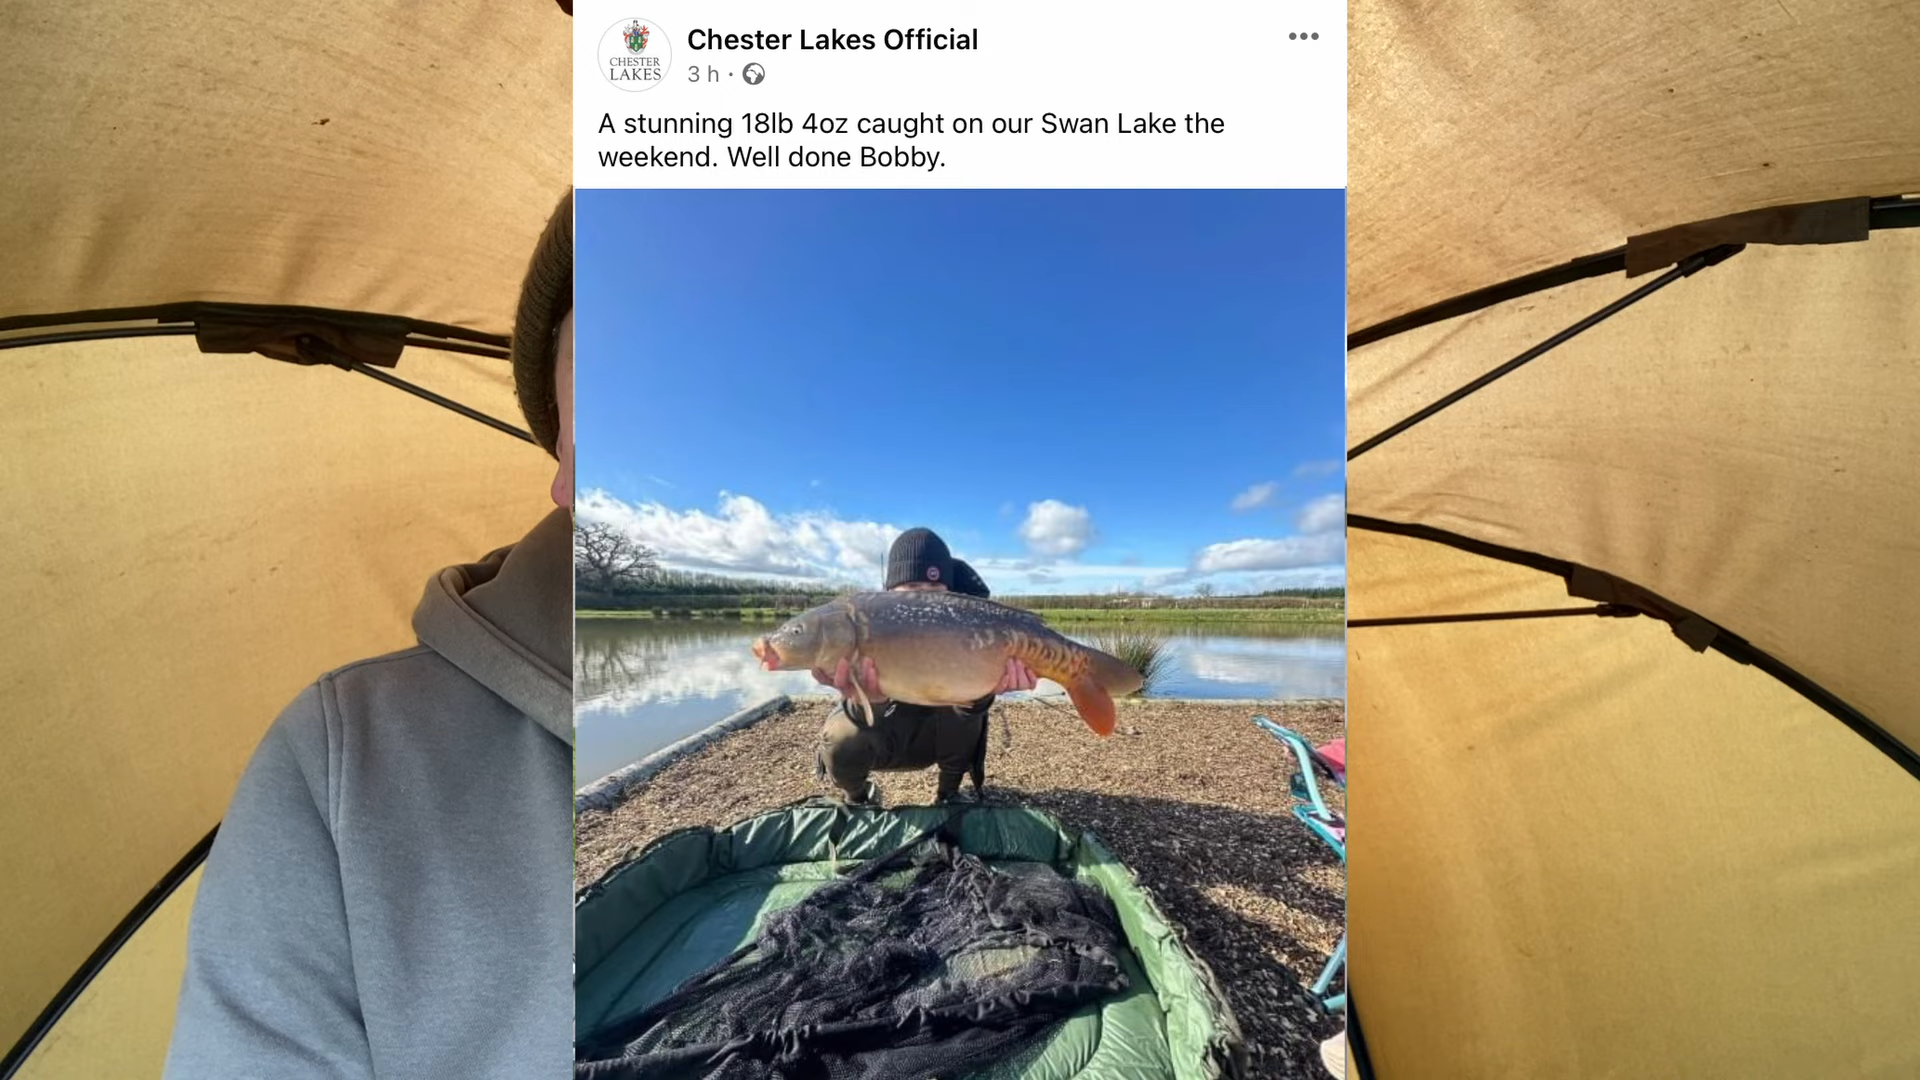 CHESTER
LAKES
Chester Lakes Official
3 h ·
A stunning 18lb 4oz caught on our Swan Lake the
weekend. Well done Bobby.